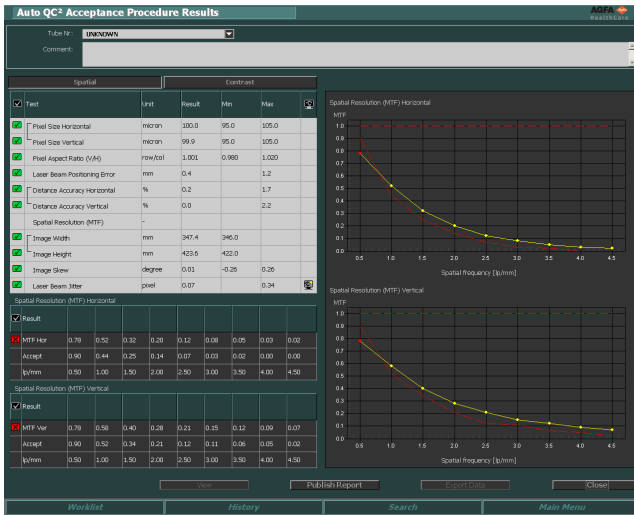 Auto QC² Acceptance Procedure Results
AGFA
HealthCare
Tube Nr: UNKNOWN
Comment:
Spatial Contrast
Test Unit Result Min Max
Pixel Size Horizontal micron 100.0 95.0 105.0
Pixel Size Vertical micron 99.9 95.0 105.0
Pixel Aspect Ratio (V/H) row/col 1.001 0.980 1.020
Laser Beam Positioning Error mm 0.4 1.2
Distance Accuracy Horizontal % 0.2 1.7
Distance Accuracy Vertical % 0.0 2.2
Spatial Resolution (MTF) -
Image Width mm 347.4 346.0
Image Height mm 423.6 422.0
Image Skew degree 0.01 -0.26 0.26
Laser Beam Jitter pixel 0.07 0.34
Spatial Resolution (MTF) Horizontal
Result
MTF Hor 0.78 0.52 0.32 0.20 0.12 0.08 0.05 0.03 0.02
Accept 0.90 0.44 0.25 0.14 0.07 0.03 0.02 0.00 0.00
lp/mm 0.50 1.00 1.50 2.00 2.50 3.00 3.50 4.00 4.50
Spatial Resolution (MTF) Vertical
Result
MTF Ver 0.78 0.58 0.40 0.28 0.21 0.15 0.12 0.09 0.07
Accept 0.90 0.52 0.34 0.21 0.12 0.11 0.06 0.05 0.02
lp/mm 0.50 1.00 1.50 2.00 2.50 3.00 3.50 4.00 4.50
Spatial Resolution (MTF) Horizontal
MTF
1.0
0.9
0.8
0.7
0.6
0.5
0.4
0.3
0.2
0.1
0.0
0.5 1.0 1.5 2.0 2.5 3.0 3.5 4.0 4.5
Spatial frequency [lp/mm]
Spatial Resolution (MTF) Vertical
MTF
1.0
0.9
0.8
0.7
0.6
0.5
0.4
0.3
0.2
0.1
0.0
0.5 1.0 1.5 2.0 2.5 3.0 3.5 4.0 4.5
Spatial frequency [lp/mm]
View Publish Report Export Data Close
Worklist History Search Main Menu